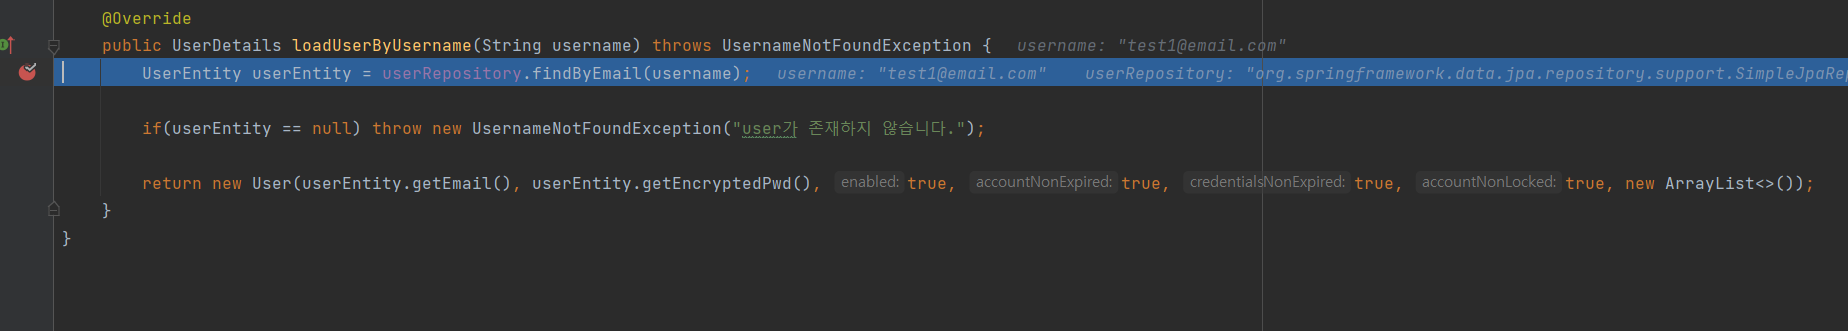 @Override
public UserDetails loadUserByUsername(String username) throws UsernameNotFoundException {   username: "test1@email.com"
UserEntity userEntity = userRepository.findByEmail(username);   username: "test1@email.com"   userRepository: "org.springframework.data.jpa.repository.support.SimpleJpaRep
if(userEntity == null) throw new UsernameNotFoundException("user가 존재하지 않습니다.");
return new User(userEntity.getEmail(), userEntity.getEncryptedPwd(), enabled: true, accountNonExpired: true, credentialsNonExpired: true, accountNonLocked: true, new ArrayList<>());
}
}